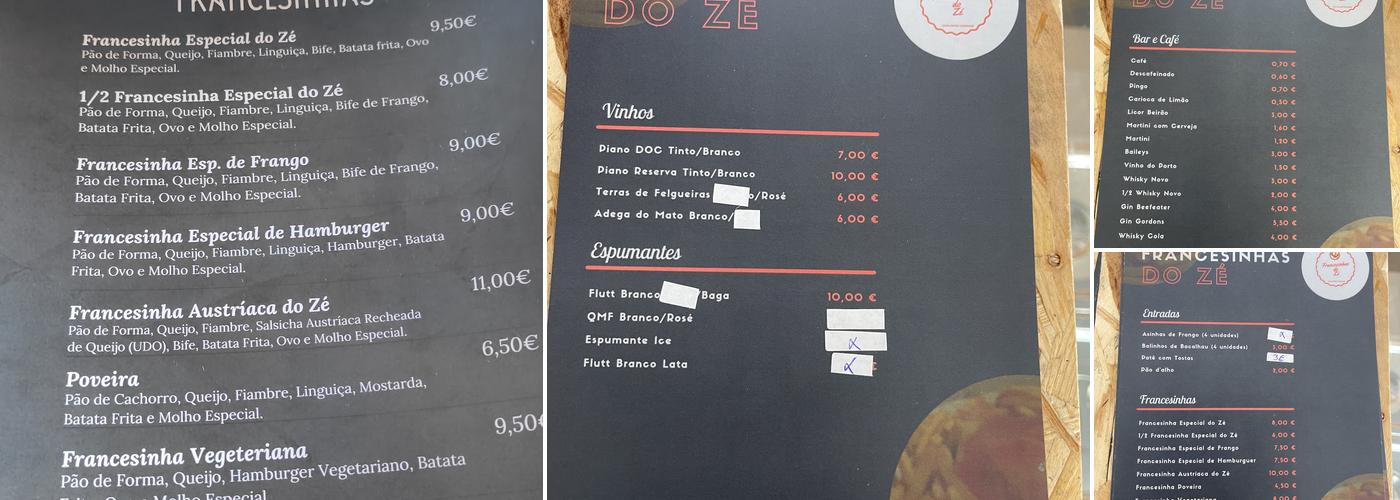 FRANCESINHAS
Francesinha Especial do Zé 9,50€
Pão de Forma, Queijo, Fiambre, Linguiça, Bife, Batata frita, Ovo
e Molho Especial.
1/2 Francesinha Especial do Zé 8,00€
Pão de Forma, Queijo, Fiambre, Linguiça, Bife de Frango,
Batata Frita, Ovo e Molho Especial.
Francesinha Esp. de Frango 9,00€
Pão de Forma, Queijo, Fiambre, Linguiça, Bife de Frango,
Batata Frita, Ovo e Molho Especial.
Francesinha Especial de Hamburger 9,00€
Pão de Forma, Queijo, Fiambre, Linguiça, Hamburger, Batata
Frita, Ovo e Molho Especial.
Francesinha Austríaca do Zé 11,00€
Pão de Forma, Queijo, Fiambre, Salsicha Austríaca Recheada
de Queijo (UDO), Bife, Batata Frita, Ovo e Molho Especial.
Poveira 6,50€
Pão de Cachorro, Queijo, Fiambre, Linguiça, Mostarda,
Batata Frita e Molho Especial.
Francesinha Vegeteriana 9,50€
Pão de Forma, Queijo, Hamburger Vegetariano, Batata
Molho Especial
DO ZÉ
do
Zé
Vinhos
Piano DOC Tinto/Branco 7,00 €
Piano Reserva Tinto/Branco 10,00 €
Terras de Felgueiras o/Rosé 6,00 €
Adega do Mato Branco/ 6,00 €
Espumantes
Flutt Branco Baga 10,00 €
QMF Branco/Rosé
Espumante Ice X
Flutt Branco Lata X
DO ZÉ
Bar e Café
Café 0,70 €
Descafeinado 0,60 €
Pingo 0,70 €
Carioca de Limão 0,50 €
Licor Beirão 3,00 €
Martini com Cerveja 1,60 €
Martini 1,20 €
Baileys 3,00 €
Vinho do Porto 1,50 €
Whisky Novo 3,00 €
1/2 Whisky Novo 2,00 €
Gin Beefeater 4,00 €
Gin Gordons 5,50 €
Whisky Cola 4,00 €
FRANCESINHAS
DO ZÉ
Entradas
Asinhas de Frango (4 unidades) X
Bolinhos de Bacalhau (4 unidades) 3,00 €
Patê com Tostas 3€
Pão d'alho 2,00 €
Francesinhas
Francesinha Especial do Zé 8,00 €
1/2 Francesinha Especial do Zé 6,00 €
Francesinha Especial de Frango 7,50 €
Francesinha Especial de Hamburguer 7,50 €
Francesinha Austríaca do Zé 10,00 €
Francesinha Poveira 4,50 €